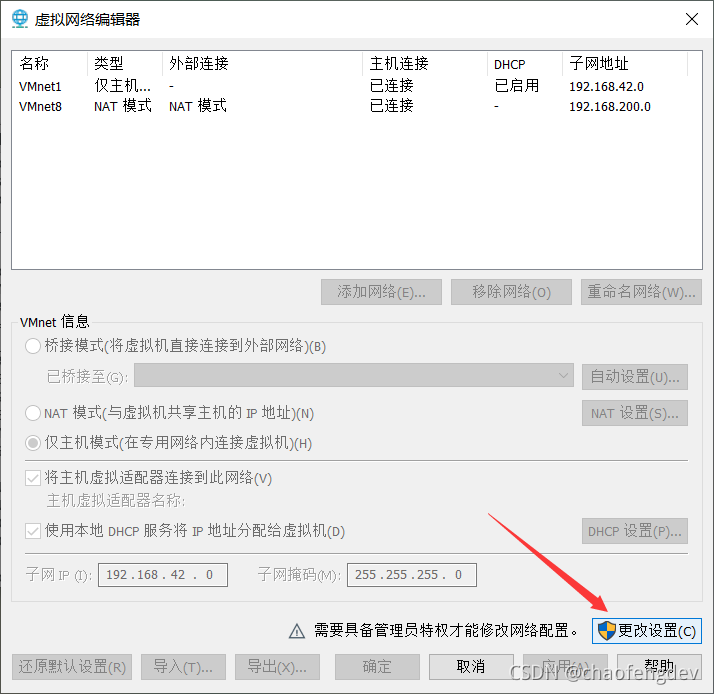 虚拟网络编辑器
名称 类型 外部连接 主机连接 DHCP 子网地址
VMnet1 仅主机... - 已连接 已启用 192.168.42.0
VMnet8 NAT 模式 NAT 模式 已连接 - 192.168.200.0
添加网络(E)... 移除网络(O) 重命名网络(W)...
VMnet 信息
桥接模式(将虚拟机直接连接到外部网络)(B)
已桥接至(G): 自动设置(U)...
NAT 模式(与虚拟机共享主机的 IP 地址)(N) NAT 设置(S)...
仅主机模式(在专用网络内连接虚拟机)(H)
将主机虚拟适配器连接到此网络(V)
主机虚拟适配器名称:
使用本地 DHCP 服务将 IP 地址分配给虚拟机(D) DHCP 设置(P)...
子网 IP (I): 192.168. 42 . 0 子网掩码(M): 255.255.255. 0
需要具备管理员特权才能修改网络配置。 更改设置(C)
还原默认设置(R) 导入(T)... 导出(X)... 确定 取消 应用(A) 帮助
CSDN @chaofengdev